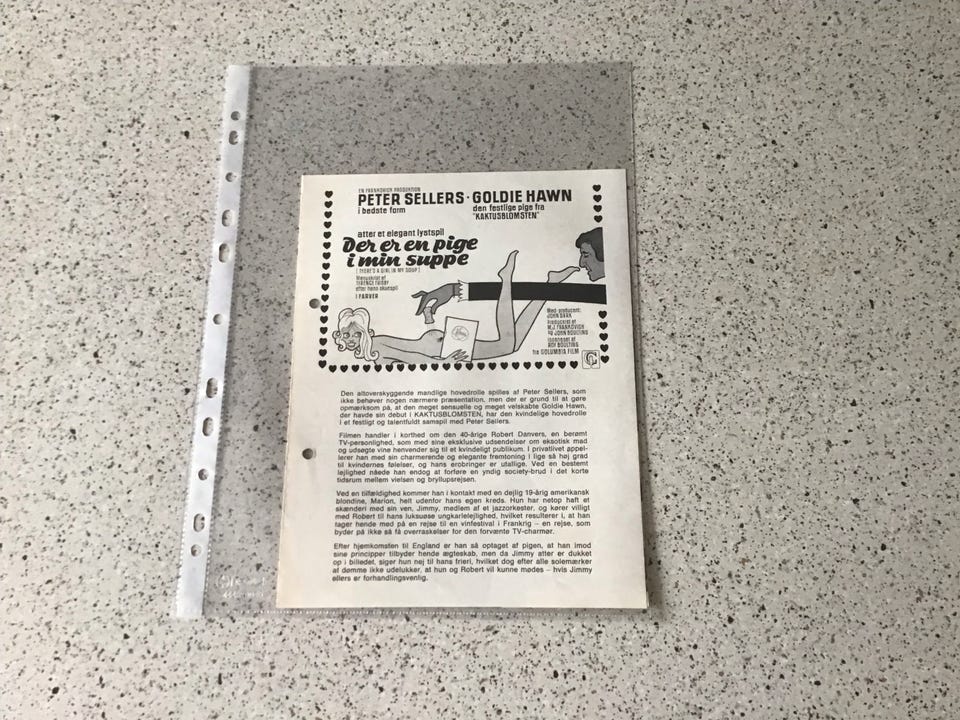 EN FRANKOVICH PRODUKTION
PETER SELLERS · GOLDIE HAWN
i bedste form
den festlige pige fra
"KAKTUSBLOMSTEN"
atter et elegant lystspil
Der er en pige
i min suppe
(THERE'S A GIRL IN MY SOUP)
Manuskript af
TERENCE FRISBY
efter hans skuespil
I FARVER
Med-producent:
JOHN DARK
Produceret af
M.J. FRANKOVICH
og JOHN BOULTING
Iscenesat af
ROY BOULTING
fra COLUMBIA FILM
Den altoverskyggende mandlige hovedrolle spilles af Peter Sellers, som
ikke behøver nogen nærmere præsentation, men der er grund til at gøre
opmærksom på, at den meget sensuelle og meget velskabte Goldie Hawn,
der havde sin debut i KAKTUSBLOMSTEN, har den kvindelige hovedrolle
i et festligt og talentfuldt samspil med Peter Sellers.
Filmen handler i korthed om den 40-årige Robert Danvers, en berømt
TV-personlighed, som med sine eksklusive udsendelser om eksotisk mad
og udsøgte vine henvender sig til et kvindeligt publikum. I privatlivet appel-
lerer han med sin charmerende og elegante fremtoning i lige så høj grad
til kvindernes følelser, og hans erobringer er utallige. Ved en bestemt
lejlighed nåede han endog at forføre en yndig society-brud i det korte
tidsrum mellem vielsen og bryllupsrejsen.
Ved en tilfældighed kommer han i kontakt med en dejlig 19-årig amerikansk
blondine, Marion, helt udenfor hans egen kreds. Hun har netop haft et
skænderi med sin ven, Jimmy, medlem af et jazzorkester, og kører villigt
med Robert til hans luksuøse ungkarlelejlighed, hvilket resulterer i, at han
tager hende med på en rejse til en vinfestival i Frankrig – en rejse, som
byder på ikke så få overraskelser for den forvænte TV-charmør.
Efter hjemkomsten til England er han så optaget af pigen, at han imod
sine principper tilbyder hende ægteskab, men da Jimmy atter er dukket
op i billedet, siger hun nej til hans frieri, hvilket dog efter alle solemærker
at dømme ikke udelukker, at hun og Robert vil kunne mødes – hvis Jimmy
ellers er forhandlingsvenlig.